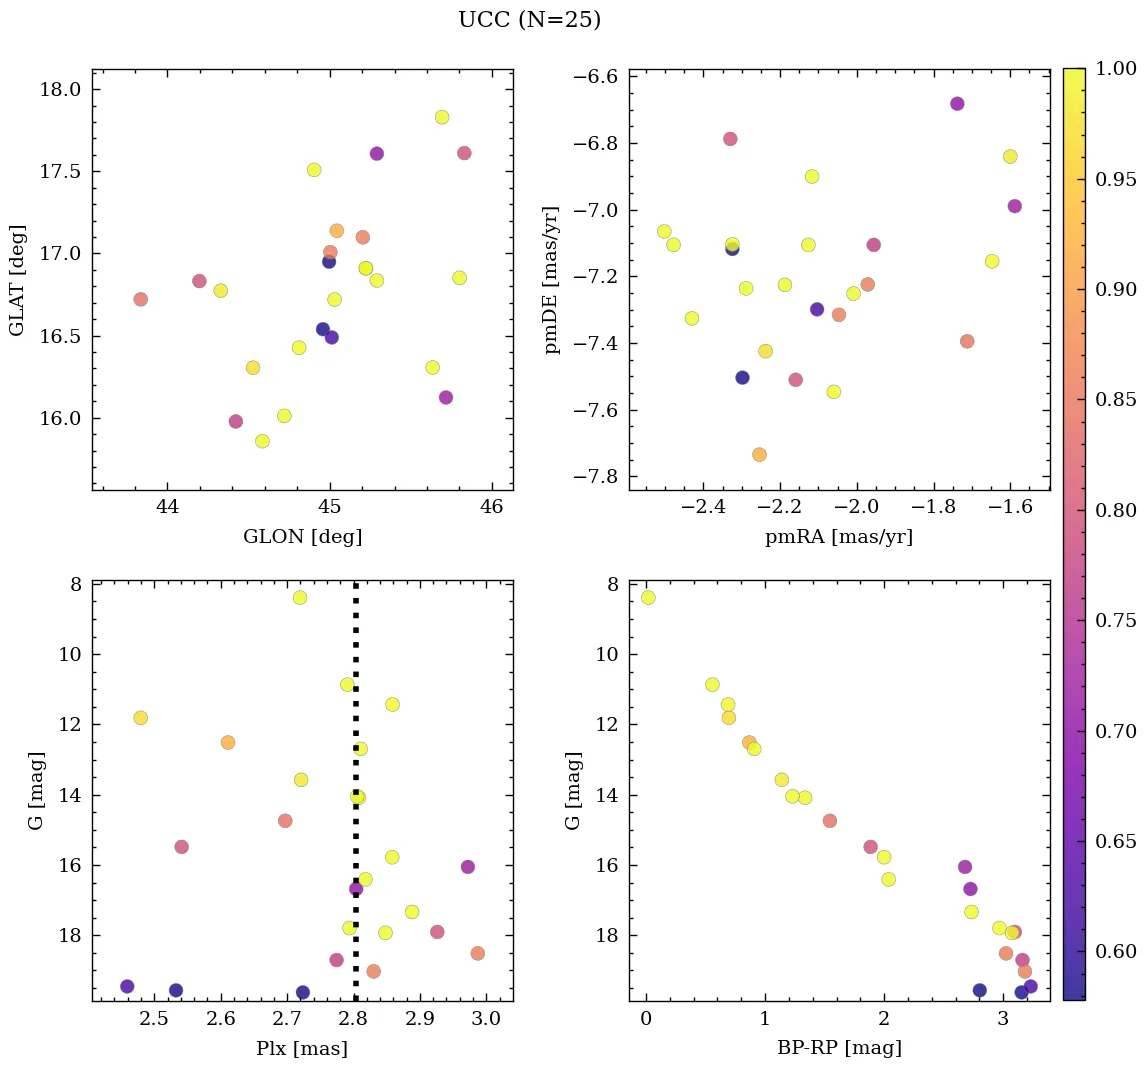 UCC (N=25)
18.0
17.5
17.0
16.5
16.0
GLAT [deg]
44 45 46
GLON [deg]
−6.6
−6.8
−7.0
−7.2
−7.4
−7.6
−7.8
pmDE [mas/yr]
−2.4 −2.2 −2.0 −1.8 −1.6
pmRA [mas/yr]
8
10
12
14
16
18
G [mag]
2.5 2.6 2.7 2.8 2.9 3.0
Plx [mas]
8
10
12
14
16
18
G [mag]
0 1 2 3
BP-RP [mag]
1.00
0.95
0.90
0.85
0.80
0.75
0.70
0.65
0.60